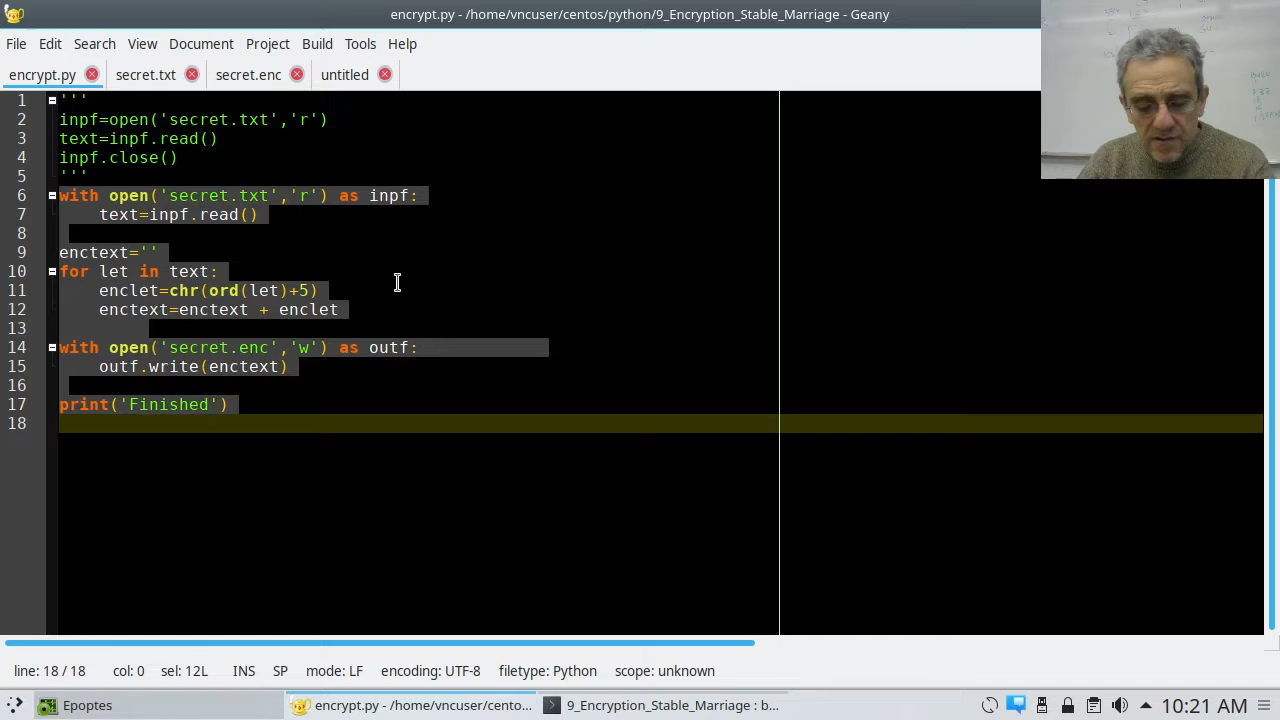 encrypt.py - /home/vncuser/centos/python/9_Encryption_Stable_Marriage - Geany
File Edit Search View Document Project Build Tools Help
encrypt.py secret.txt secret.enc untitled
1 '''
2 inpf=open('secret.txt','r')
3 text=inpf.read()
4 inpf.close()
5 '''
6 with open('secret.txt','r') as inpf:
7 text=inpf.read()
8
9 enctext=''
10 for let in text:
11 enclet=chr(ord(let)+5)
12 enctext=enctext + enclet
13
14 with open('secret.enc','w') as outf:
15 outf.write(enctext)
16
17 print('Finished')
18
line: 18 / 18 col: 0 sel: 12L INS SP mode: LF encoding: UTF-8 filetype: Python scope: unknown
Epoptes encrypt.py - /home/vncuser/cento... 9_Encryption_Stable_Marriage : b... 10:21 AM